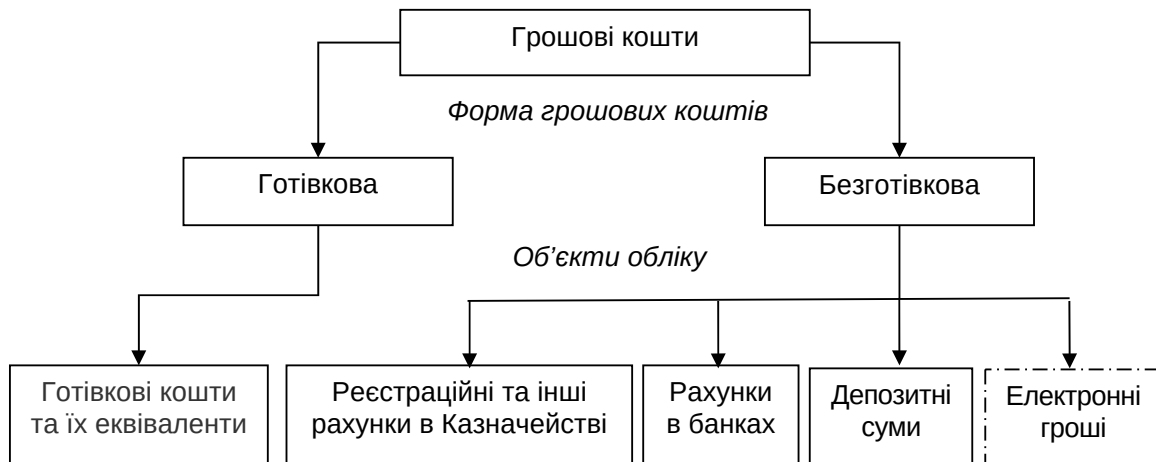 Грошові кошти
Форма грошових коштів
Готівкова
Безготівкова
Об’єкти обліку
Готівкові кошти
та їх еквіваленти
Реєстраційні та інші
рахунки в Казначействі
Рахунки
в банках
Депозитні
суми
Електронні
гроші